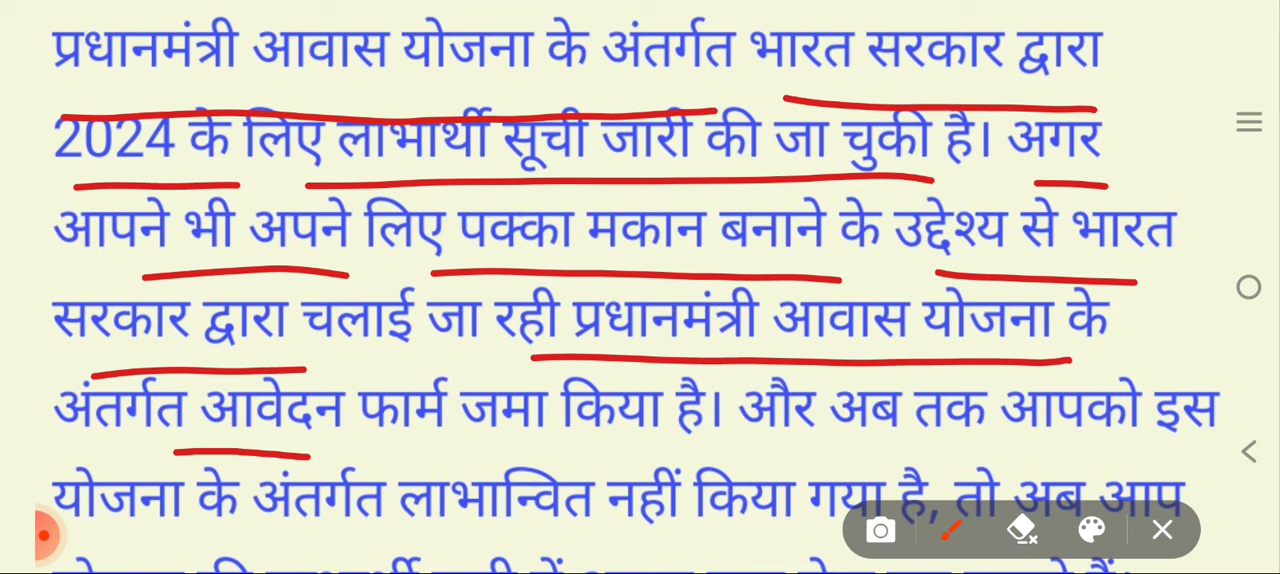 प्रधानमंत्री आवास योजना के अंतर्गत भारत सरकार द्वारा
2024 के लिए लाभार्थी सूची जारी की जा चुकी है। अगर
आपने भी अपने लिए पक्का मकान बनाने के उद्देश्य से भारत
सरकार द्वारा चलाई जा रही प्रधानमंत्री आवास योजना के
अंतर्गत आवेदन फार्म जमा किया है। और अब तक आपको इस
योजना के अंतर्गत लाभान्वित नहीं किया गया है, तो अब आप